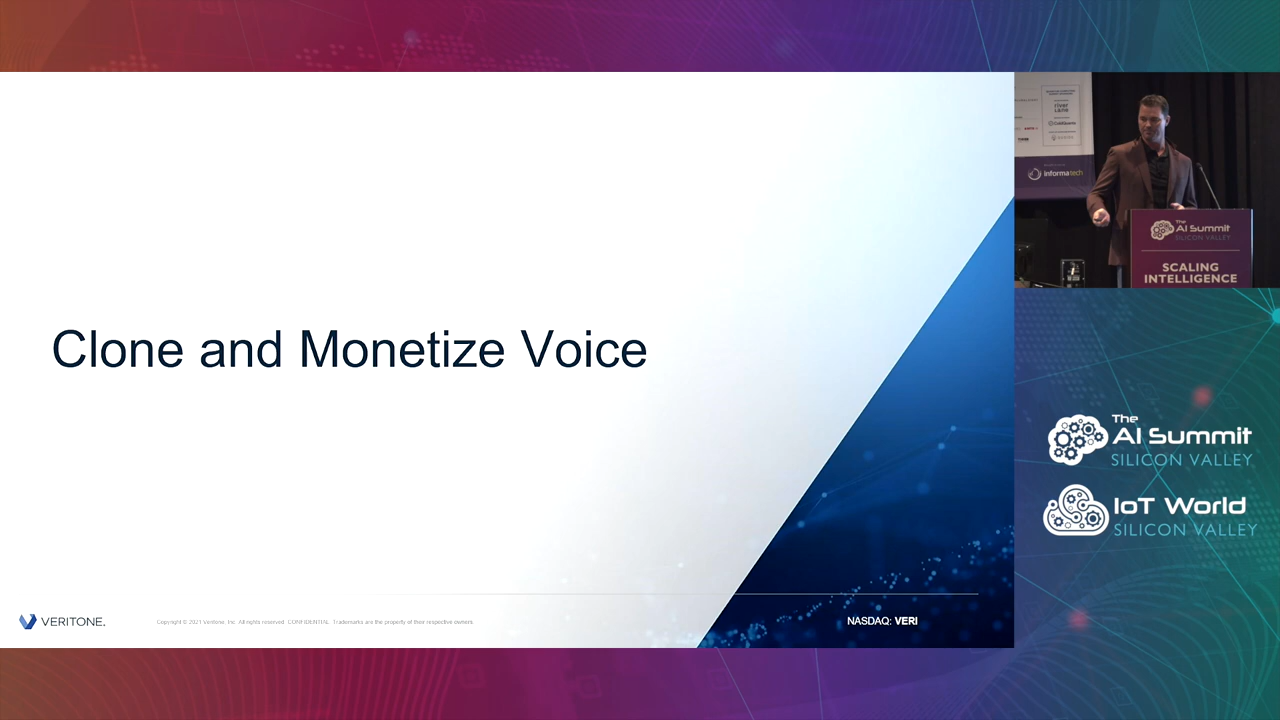 Clone and Monetize Voice
VERITONE.
Copyright © 2021 Veritone, Inc. All rights reserved. CONFIDENTIAL. Trademarks are the property of their respective owners.
NASDAQ: VERI
river
lane
informatech
The
AI Summit
SILICON VALLEY
SCALING
INTELLIGENCE
The
AI Summit
SILICON VALLEY
IoT World
SILICON VALLEY